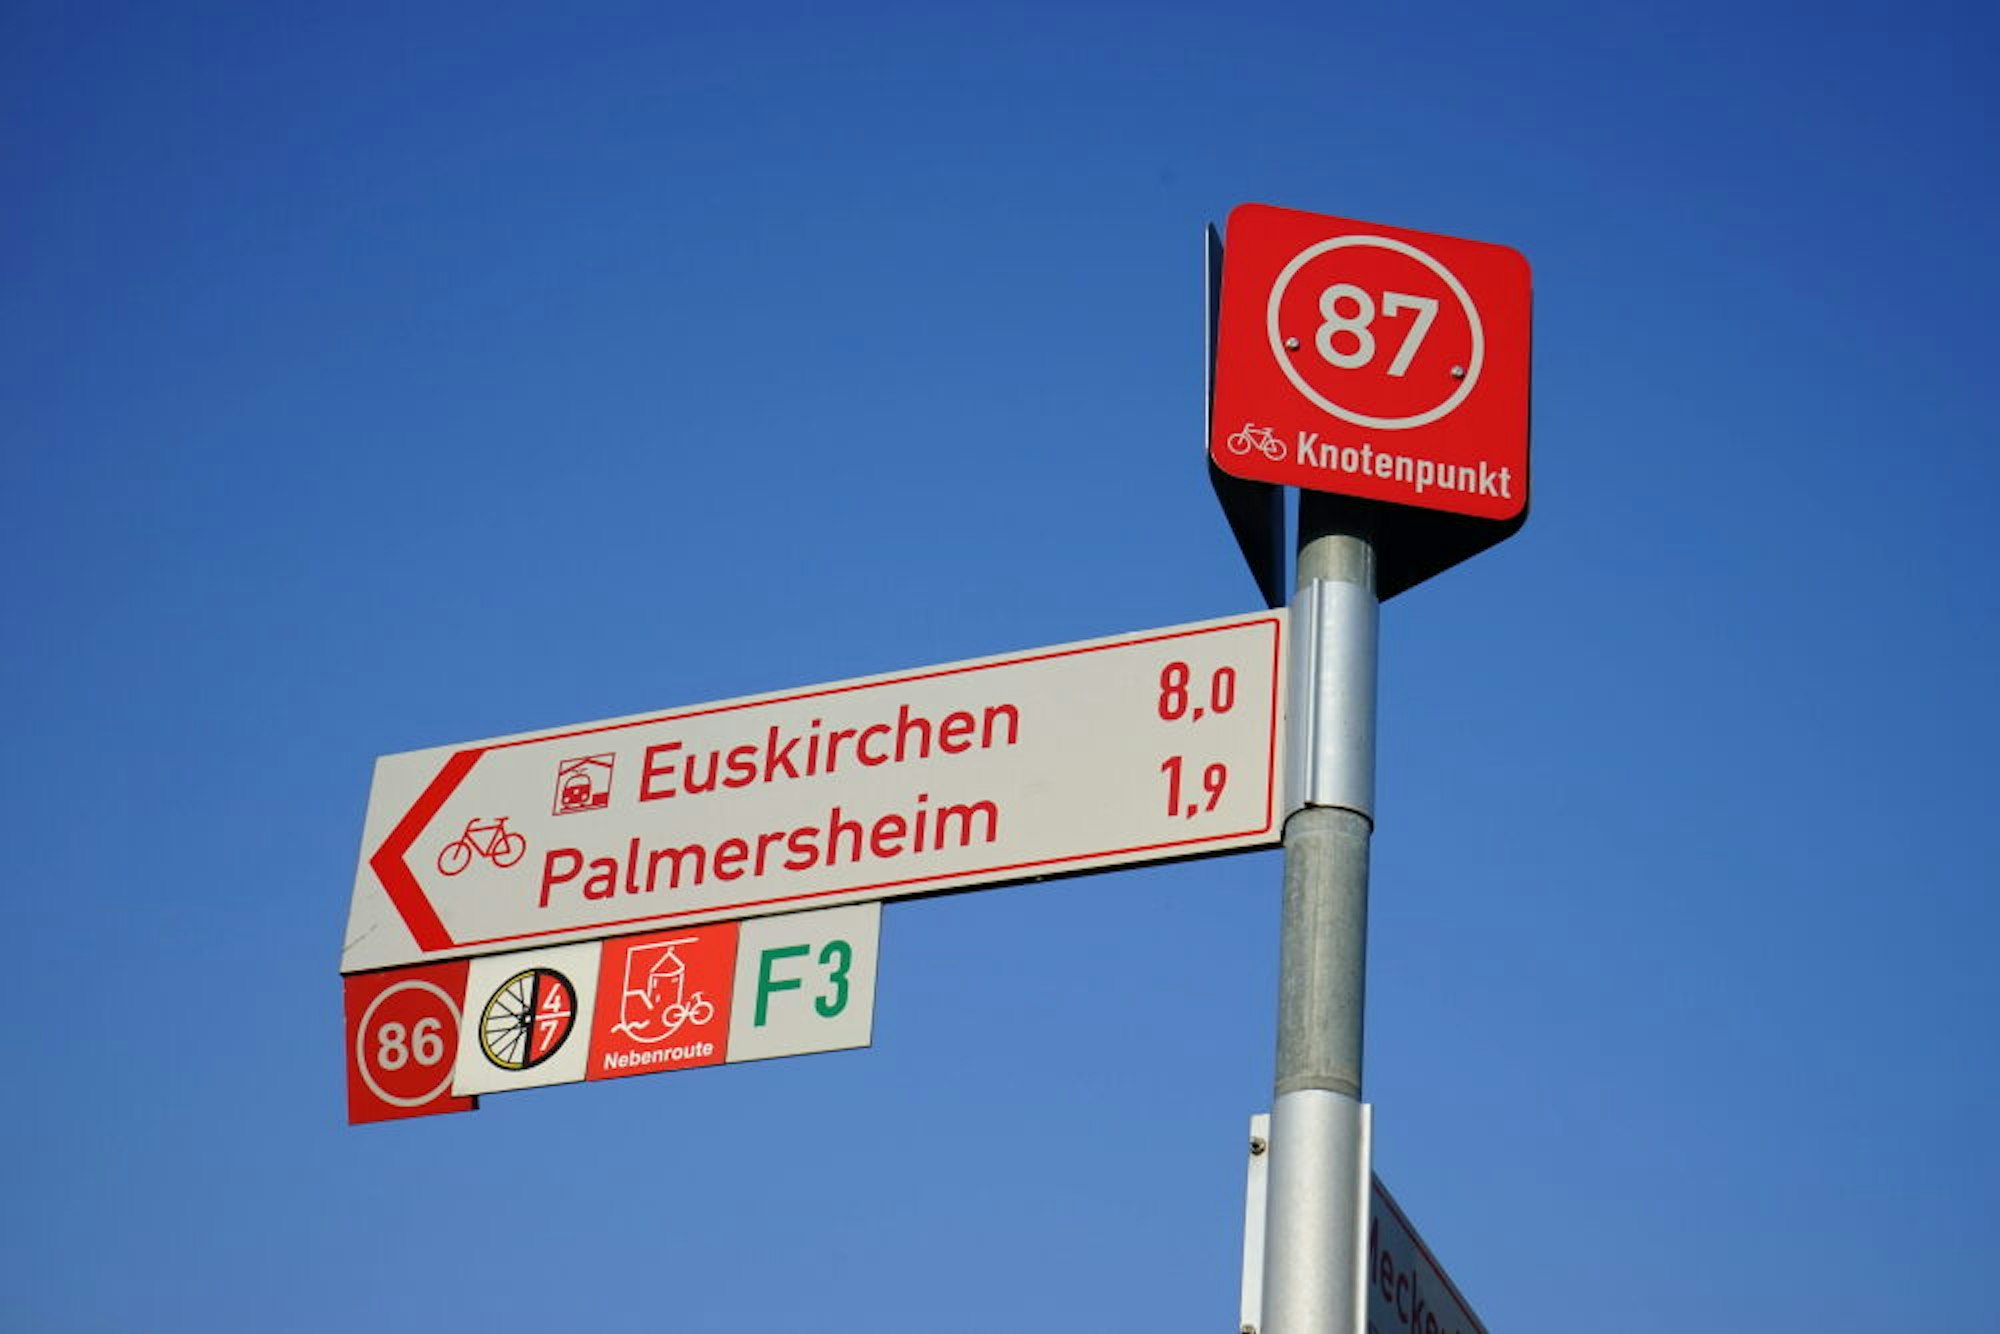 87
Knotenpunkt
Euskirchen 8,0
Palmersheim 1,9
86
4
7
Nebenroute
F3